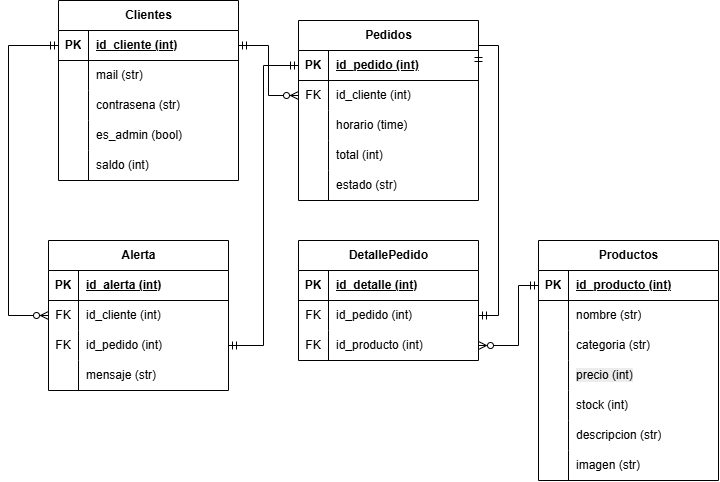 Clientes
PK id_cliente (int)
mail (str)
contrasena (str)
es_admin (bool)
saldo (int)
Pedidos
PK id_pedido (int)
FK id_cliente (int)
horario (time)
total (int)
estado (str)
Alerta
PK id_alerta (int)
FK id_cliente (int)
FK id_pedido (int)
mensaje (str)
DetallePedido
PK id_detalle (int)
FK id_pedido (int)
FK id_producto (int)
Productos
PK id_producto (int)
nombre (str)
categoria (str)
precio (int)
stock (int)
descripcion (str)
imagen (str)